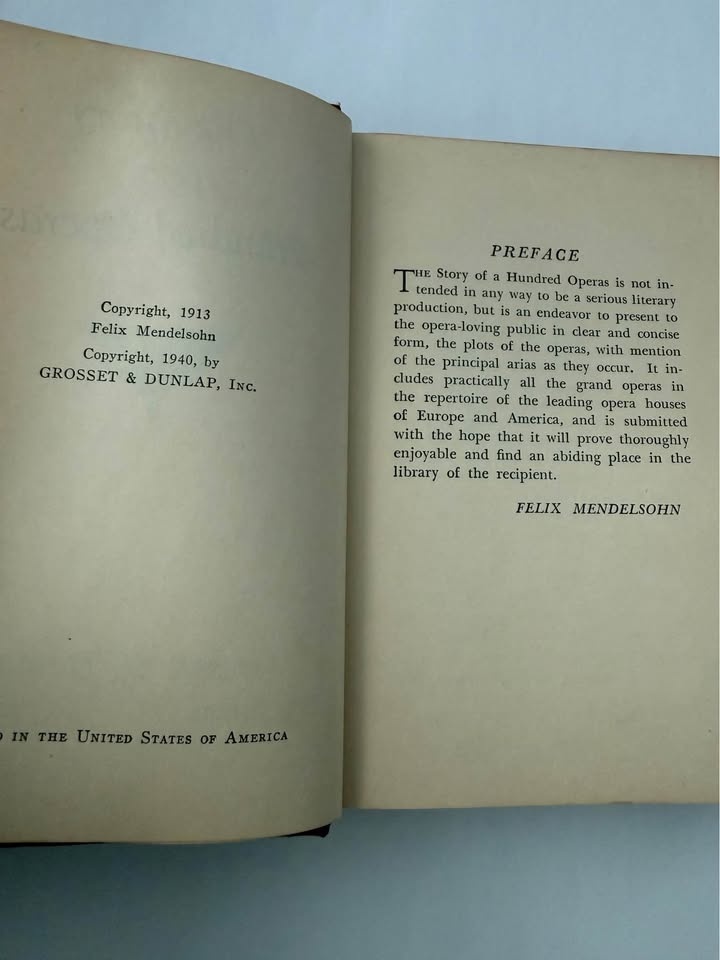 Copyright, 1913
Felix Mendelsohn
Copyright, 1940, by
GROSSET & DUNLAP, INC.
IN THE UNITED STATES OF AMERICA
PREFACE
THE Story of a Hundred Operas is not in-
tended in any way to be a serious literary
production, but is an endeavor to present to
the opera-loving public in clear and concise
form, the plots of the operas, with mention
of the principal arias as they occur. It in-
cludes practically all the grand operas in
the repertoire of the leading opera houses
of Europe and America, and is submitted
with the hope that it will prove thoroughly
enjoyable and find an abiding place in the
library of the recipient.
FELIX MENDELSOHN